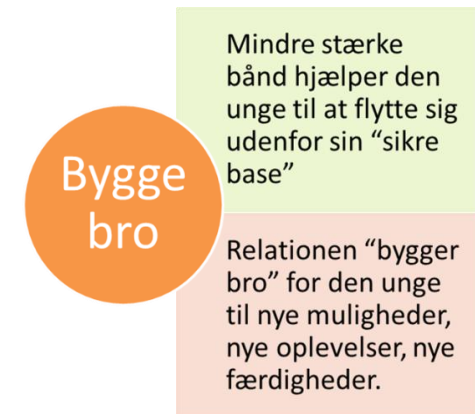 Bygge
bro
Mindre stærke
bånd hjælper den
unge til at flytte sig
udenfor sin “sikre
base”
Relationen “bygger
bro” for den unge
til nye muligheder,
nye oplevelser, nye
færdigheder.